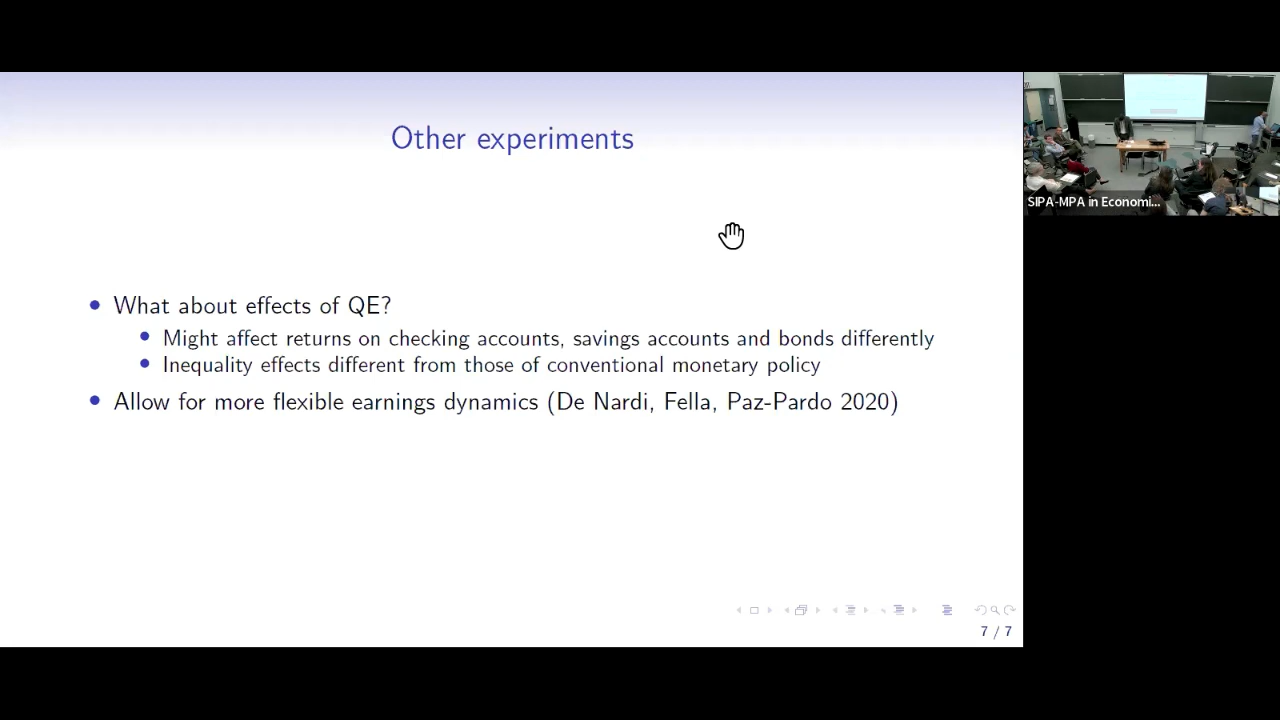 Other experiments
SIPA-MPA in Economi...
What about effects of QE?
Might affect returns on checking accounts, savings accounts and bonds differently
Inequality effects different from those of conventional monetary policy
Allow for more flexible earnings dynamics (De Nardi, Fella, Paz-Pardo 2020)
7 / 7